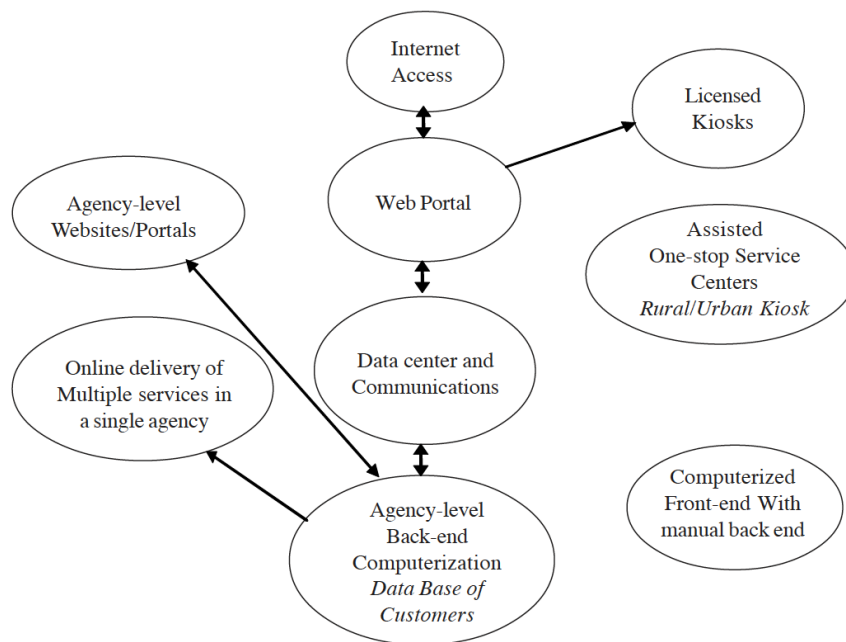 Internet
Access
Licensed
Kiosks
Web Portal
Agency-level
Websites/Portals
Assisted
One-stop Service
Centers
Rural/Urban Kiosk
Online delivery of
Multiple services in
a single agency
Data center and
Communications
Computerized
Front-end With
manual back end
Agency-level
Back-end
Computerization
Data Base of
Customers